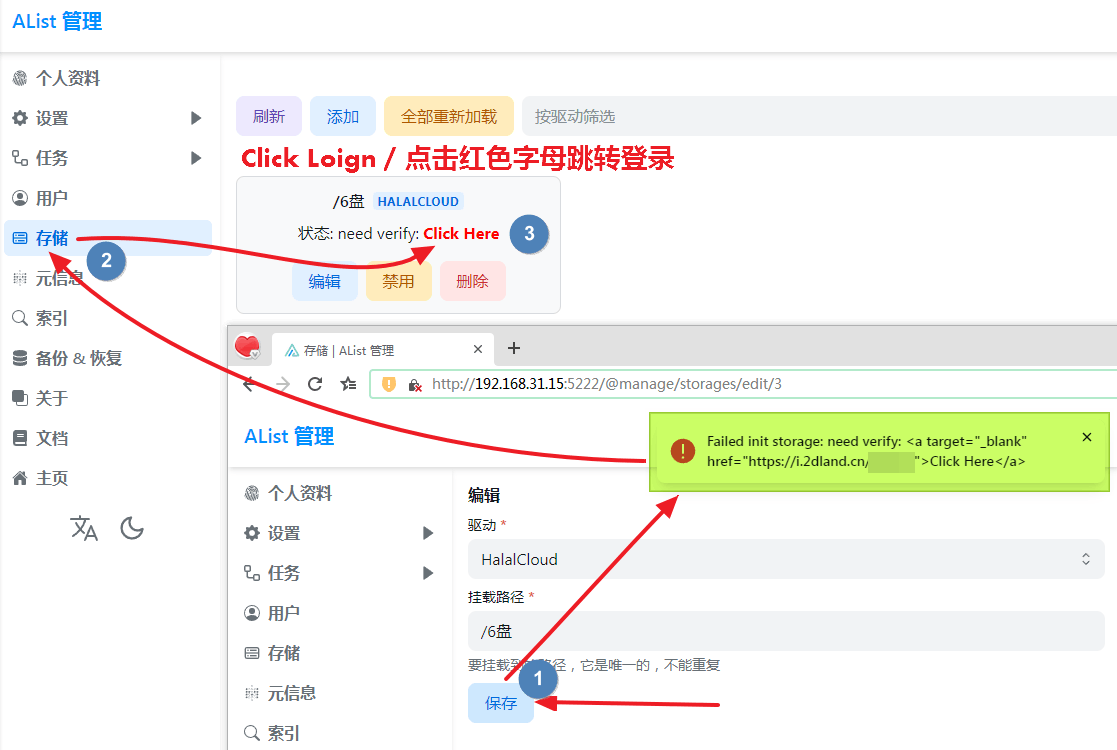 AList 管理
个人资料
设置
任务
用户
存储
2
元信息
索引
备份 & 恢复
关于
文档
主页
刷新
添加
全部重新加载
按驱动筛选
Click Loign / 点击红色字母跳转登录
/6盘 HALALCLOUD
状态: need verify: Click Here
3
编辑
禁用
删除
存储 | AList 管理
http://192.168.31.15:5222/@manage/storages/edit/3
AList 管理
Failed init storage: need verify: <a target="_blank"
href="https://i.2dland.cn/ ">Click Here</a>
个人资料
设置
任务
用户
存储
元信息
索引
编辑
驱动 *
HalalCloud
挂载路径 *
/6盘
要挂载到 路径，它是唯一的，不能重复
1
保存